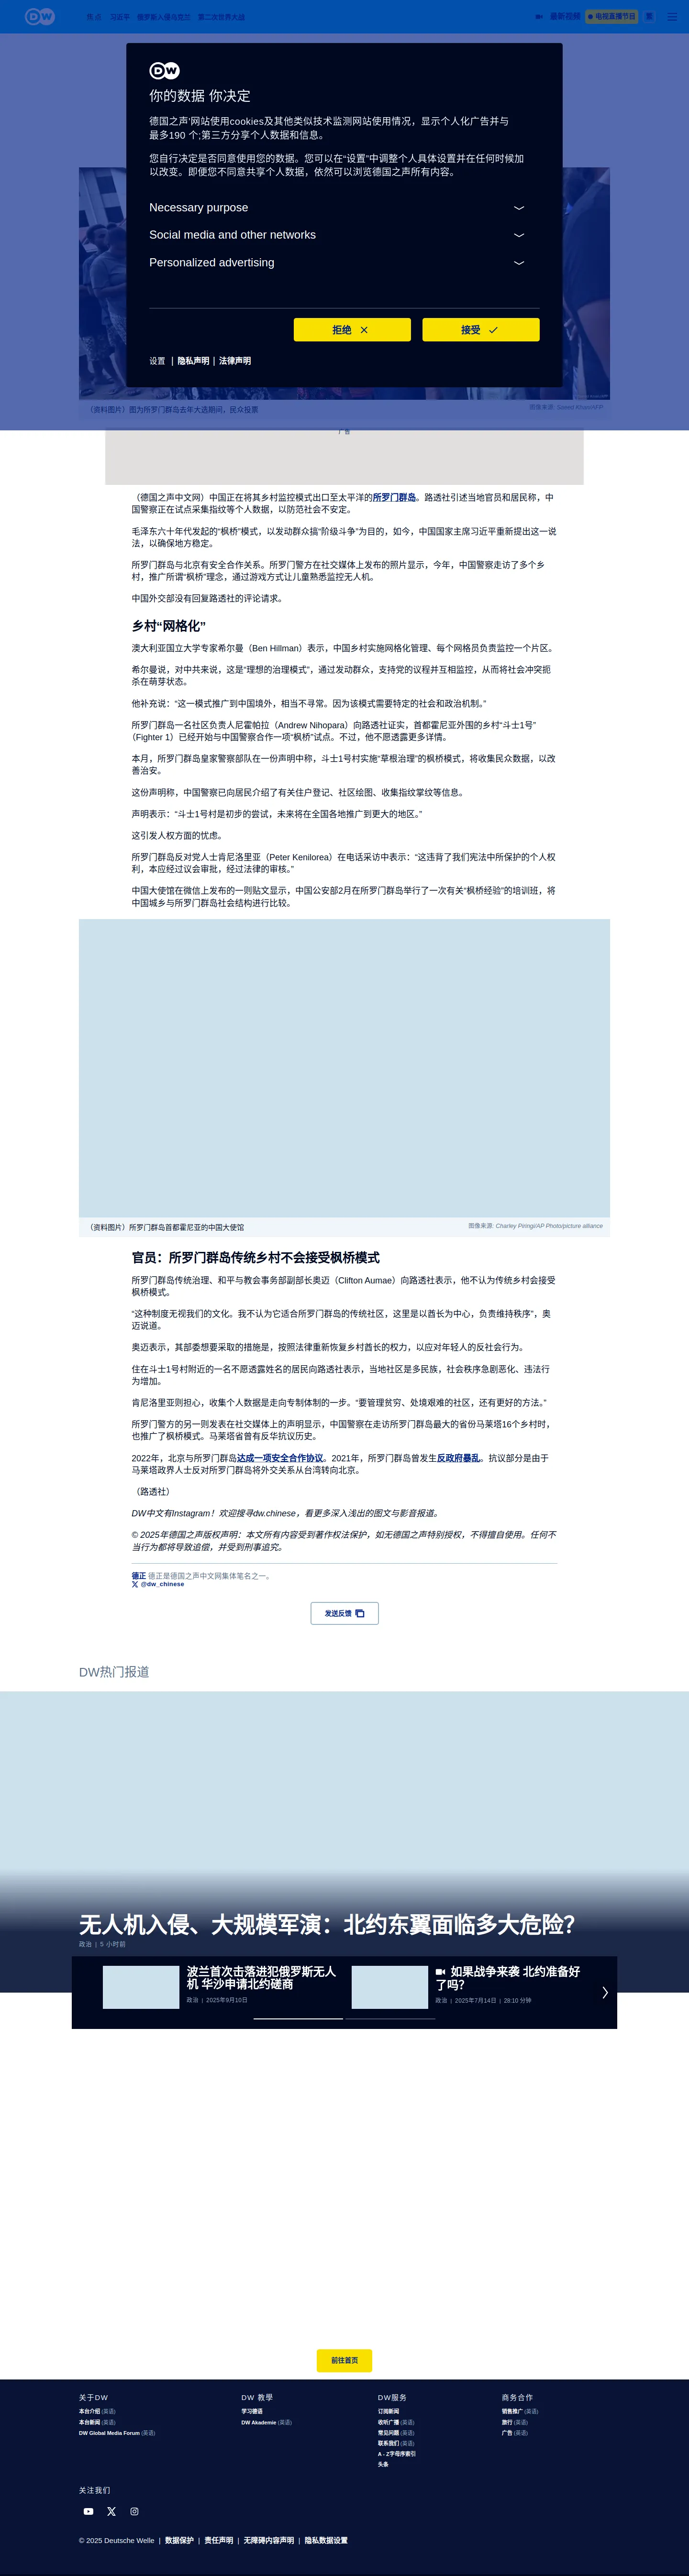 DW
焦点 习近平 俄罗斯入侵乌克兰 第二次世界大战 最新视频 电视直播节目 繁
DW
你的数据 你决定
德国之声'网站使用cookies及其他类似技术监测网站使用情况，显示个人化广告并与
最多190 个;第三方分享个人数据和信息。
您自行决定是否同意使用您的数据。您可以在“设置”中调整个人具体设置并在任何时候加
以改变。即便您不同意共享个人数据，依然可以浏览德国之声所有内容。
Necessary purpose
Social media and other networks
Personalized advertising
拒绝 接受
设置 | 隐私声明 | 法律声明
（资料图片）图为所罗门群岛去年大选期间，民众投票
图像来源: Saeed Khan/AFP
广告
（德国之声中文网）中国正在将其乡村监控模式出口至太平洋的所罗门群岛。路透社引述当地官员和居民称，中
国警察正在试点采集指纹等个人数据，以防范社会不安定。
毛泽东六十年代发起的“枫桥”模式，以发动群众搞“阶级斗争”为目的，如今，中国国家主席习近平重新提出这一说
法，以确保地方稳定。
所罗门群岛与北京有安全合作关系。所罗门警方在社交媒体上发布的照片显示，今年，中国警察走访了多个乡
村，推广所谓“枫桥”理念，通过游戏方式让儿童熟悉监控无人机。
中国外交部没有回复路透社的评论请求。
乡村“网格化”
澳大利亚国立大学专家希尔曼（Ben Hillman）表示，中国乡村实施网格化管理、每个网格员负责监控一个片区。
希尔曼说，对中共来说，这是“理想的治理模式”，通过发动群众，支持党的议程并互相监控，从而将社会冲突扼
杀在萌芽状态。
他补充说：“这一模式推广到中国境外，相当不寻常。因为该模式需要特定的社会和政治机制。”
所罗门群岛一名社区负责人尼霍帕拉（Andrew Nihopara）向路透社证实，首都霍尼亚外围的乡村“斗士1号”
（Fighter 1）已经开始与中国警察合作一项“枫桥”试点。不过，他不愿透露更多详情。
本月，所罗门群岛皇家警察部队在一份声明中称，斗士1号村实施“草根治理”的枫桥模式，将收集民众数据，以改
善治安。
这份声明称，中国警察已向居民介绍了有关住户登记、社区绘图、收集指纹掌纹等信息。
声明表示：“斗士1号村是初步的尝试，未来将在全国各地推广到更大的地区。”
这引发人权方面的忧虑。
所罗门群岛反对党人士肯尼洛里亚（Peter Kenilorea）在电话采访中表示：“这违背了我们宪法中所保护的个人权
利，本应经过议会审批，经过法律的审核。”
中国大使馆在微信上发布的一则贴文显示，中国公安部2月在所罗门群岛举行了一次有关“枫桥经验”的培训班，将
中国城乡与所罗门群岛社会结构进行比较。
（资料图片）所罗门群岛首都霍尼亚的中国大使馆
图像来源: Charley Piringi/AP Photo/picture alliance
官员：所罗门群岛传统乡村不会接受枫桥模式
所罗门群岛传统治理、和平与教会事务部副部长奥迈（Clifton Aumae）向路透社表示，他不认为传统乡村会接受
枫桥模式。
“这种制度无视我们的文化。我不认为它适合所罗门群岛的传统社区，这里是以酋长为中心，负责维持秩序”，奥
迈说道。
奥迈表示，其部委想要采取的措施是，按照法律重新恢复乡村酋长的权力，以应对年轻人的反社会行为。
住在斗士1号村附近的一名不愿透露姓名的居民向路透社表示，当地社区是多民族，社会秩序急剧恶化、违法行
为增加。
肯尼洛里亚则担心，收集个人数据是走向专制体制的一步。“要管理贫穷、处境艰难的社区，还有更好的方法。”
所罗门警方的另一则发表在社交媒体上的声明显示，中国警察在走访所罗门群岛最大的省份马莱塔16个乡村时，
也推广了枫桥模式。马莱塔省曾有反华抗议历史。
2022年，北京与所罗门群岛达成一项安全合作协议。2021年，所罗门群岛曾发生反政府暴乱。抗议部分是由于
马莱塔政界人士反对所罗门群岛将外交关系从台湾转向北京。
（路透社）
DW中文有Instagram！欢迎搜寻dw.chinese，看更多深入浅出的图文与影音报道。
© 2025年德国之声版权声明：本文所有内容受到著作权法保护，如无德国之声特别授权，不得擅自使用。任何不
当行为都将导致追偿，并受到刑事追究。
德正 德正是德国之声中文网集体笔名之一。
@dw_chinese
发送反馈
DW热门报道
无人机入侵、大规模军演：北约东翼面临多大危险？
政治 | 5 小时前
波兰首次击落进犯俄罗斯无人
机 华沙申请北约磋商
政治 | 2025年9月10日
如果战争来袭 北约准备好
了吗？
政治 | 2025年7月14日 | 28:10 分钟
前往首页
关于DW
本台介绍 (英语)
本台新闻 (英语)
DW Global Media Forum (英语)
DW 教學
学习德语
DW Akademie (英语)
DW服务
订阅新闻
收听广播 (英语)
常见问题 (英语)
联系我们 (英语)
A - Z字母序索引
头条
商务合作
销售推广 (英语)
旅行 (英语)
广告 (英语)
关注我们
© 2025 Deutsche Welle | 数据保护 | 责任声明 | 无障碍内容声明 | 隐私数据设置